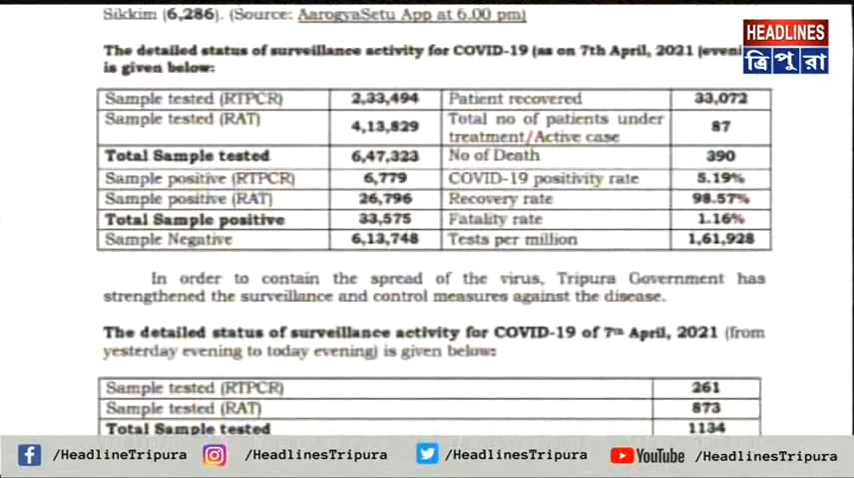 Sikkim (6,286). (Source: AarogyaSetu App at 6.00 pm)
HEADLINES
ত্রিপুরা
The detailed status of surveillance activity for COVID-19 (as on 7th April, 2021 (eveni
is given below:
Sample tested (RTPCR) 2,33,494 Patient recovered 33,072
Sample tested (RAT) 4,13,829 Total no of patients under treatment/Active case 87
Total Sample tested 6,47,323 No of Death 390
Sample positive (RTPCR) 6,779 COVID-19 positivity rate 5.19%
Sample positive (RAT) 26,796 Recovery rate 98.57%
Total Sample positive 33,575 Fatality rate 1.16%
Sample Negative 6,13,748 Tests per million 1,61,928
In order to contain the spread of the virus, Tripura Government has
strengthened the surveillance and control measures against the disease.
The detailed status of surveillance activity for COVID-19 of 7th April, 2021 (from
yesterday evening to today evening) is given below:
Sample tested (RTPCR) 261
Sample tested (RAT) 873
Total Sample tested 1134
/HeadlineTripura /HeadlinesTripura /HeadlinesTripura YouTube /HeadlinesTripura